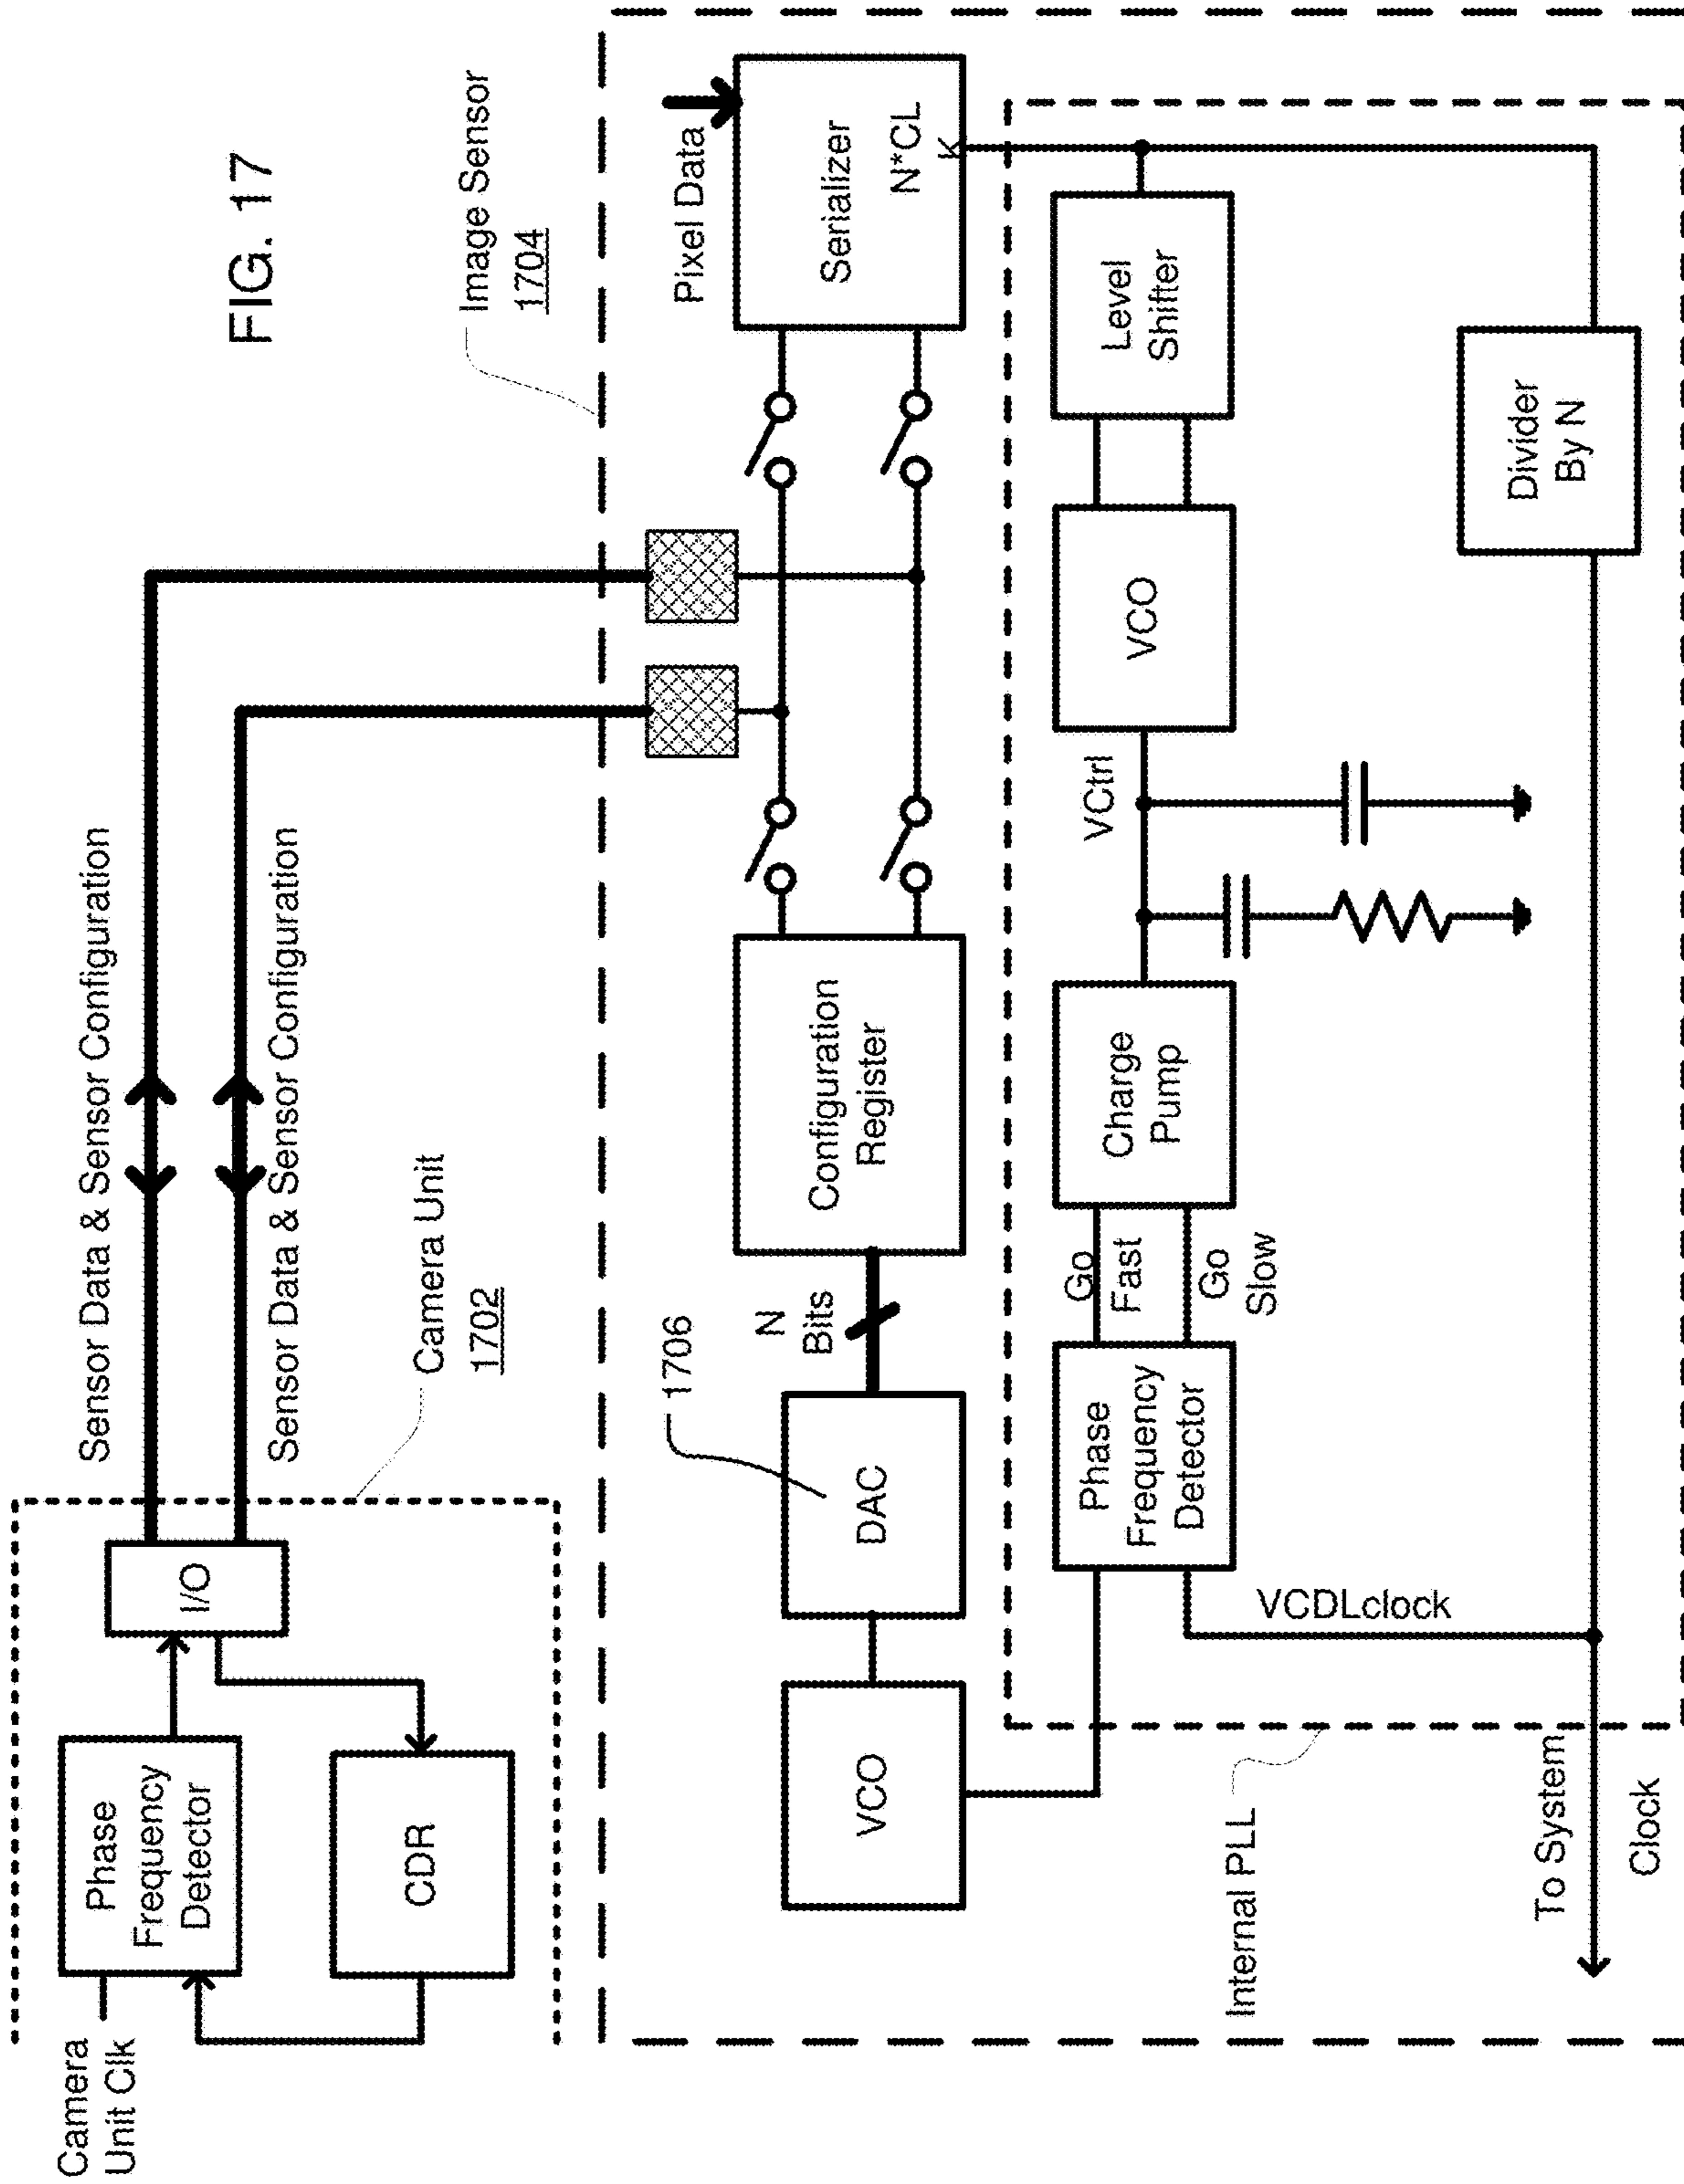 FIG. 17
Camera
Unit Clk
Phase
Frequency
Detector
CDR
I/O
Sensor Data & Sensor Configuration
Sensor Data & Sensor Configuration
Camera Unit
1702
Image Sensor
1704
1706
VCO
DAC
N
Bits
Configuration
Register
Pixel Data
Serializer
N*CL
K
Internal PLL
Phase
Frequency
Detector
Go
Fast
Go
Slow
Charge
Pump
VCtrl
VCO
Level
Shifter
VCDLclock
Divider
By N
To System
Clock